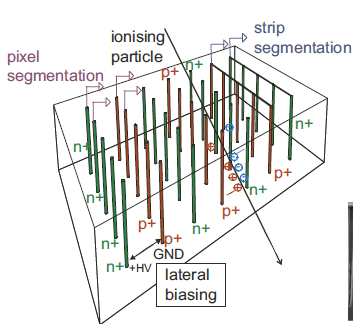 strip
segmentation
ionising
particle
pixel
segmentation
p+
n+
n+
n+
n+
p+
n+
p+
n+
n+
p+
GND
n+
+HV
lateral
biasing